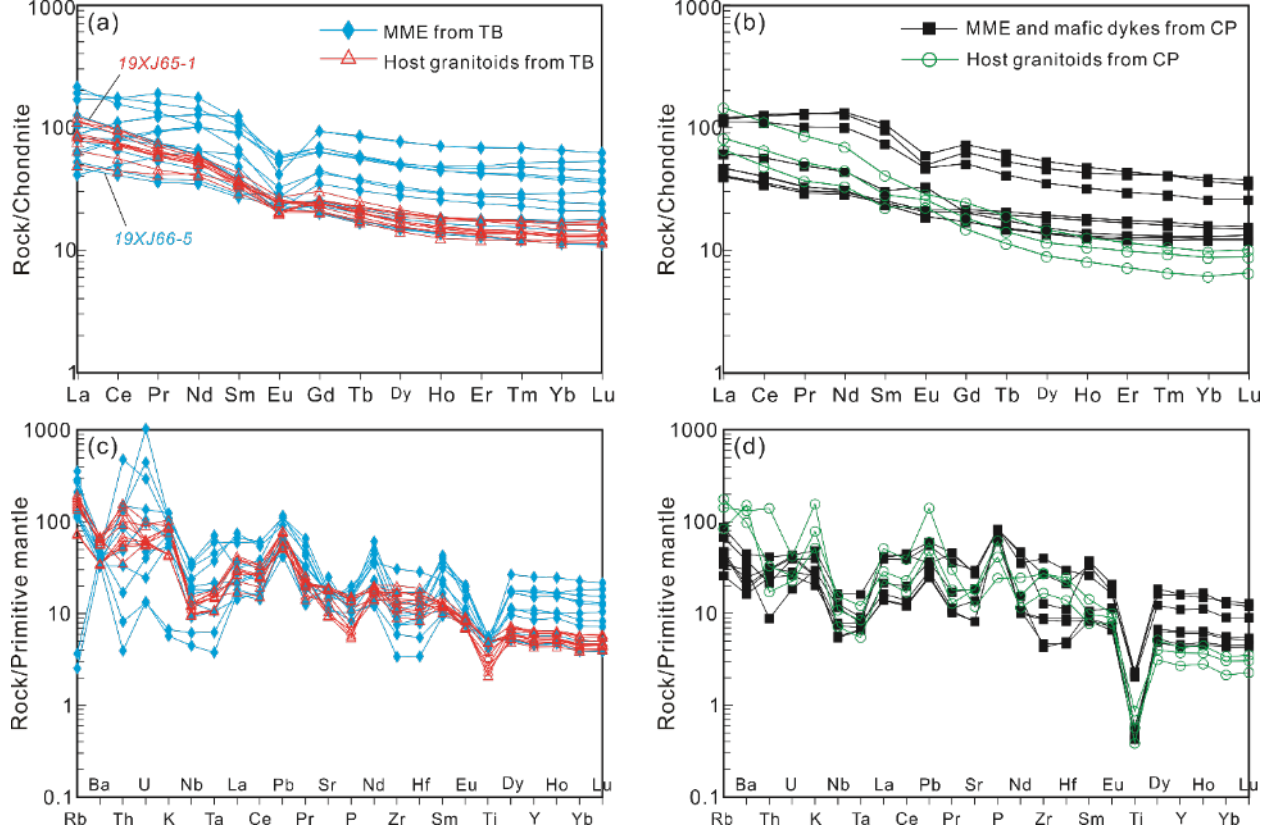 (a)
MME from TB
Host granitoids from TB
19XJ65-1
19XJ66-5
Rock/Chondnite
1000
100
10
1
La Ce Pr Nd Sm Eu Gd Tb Dy Ho Er Tm Yb Lu
(b)
MME and mafic dykes from CP
Host granitoids from CP
Rock/Chondnite
1000
100
10
1
La Ce Pr Nd Sm Eu Gd Tb Dy Ho Er Tm Yb Lu
(c)
Rock/Primitive mantle
1000
100
10
1
0.1
Ba U Nb La Pb Sr Nd Hf Eu Dy Ho Lu
Rb Th K Ta Ce Pr P Zr Sm Ti Y Yb
(d)
Rock/Primitive mantle
1000
100
10
1
0.1
Ba U Nb La Pb Sr Nd Hf Eu Dy Ho Lu
Rb Th K Ta Ce Pr P Zr Sm Ti Y Yb